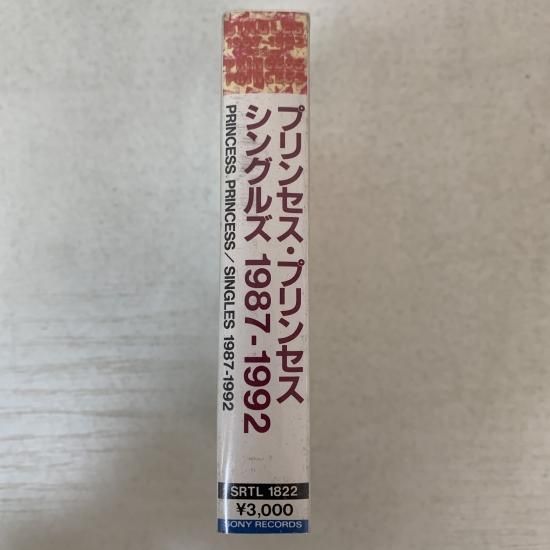 プリンセス・プリンセス
シングルズ 1987-1992
PRINCESS PRINCESS / SINGLES 1987-1992
SRTL 1822
¥3,000
SONY RECORDS